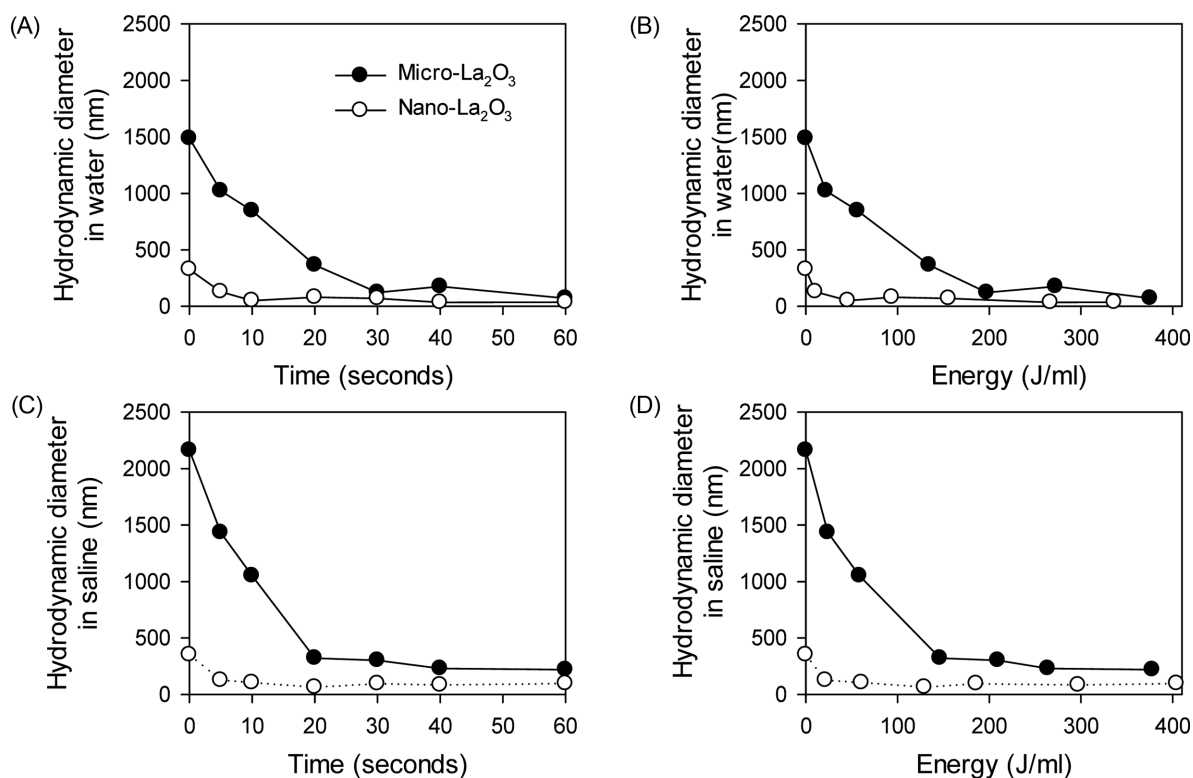 (A)
2500
2000
1500
1000
500
0
Hydrodynamic diameter
in water (nm)
Micro-La₂O₃
Nano-La₂O₃
0 10 20 30 40 50 60
Time (seconds)
(B)
2500
2000
1500
1000
500
0
Hydrodynamic diameter
in water(nm)
0 100 200 300 400
Energy (J/ml)
(C)
2500
2000
1500
1000
500
0
Hydrodynamic diameter
in saline (nm)
0 10 20 30 40 50 60
Time (seconds)
(D)
2500
2000
1500
1000
500
0
Hydrodynamic diameter
in saline (nm)
0 100 200 300 400
Energy (J/ml)